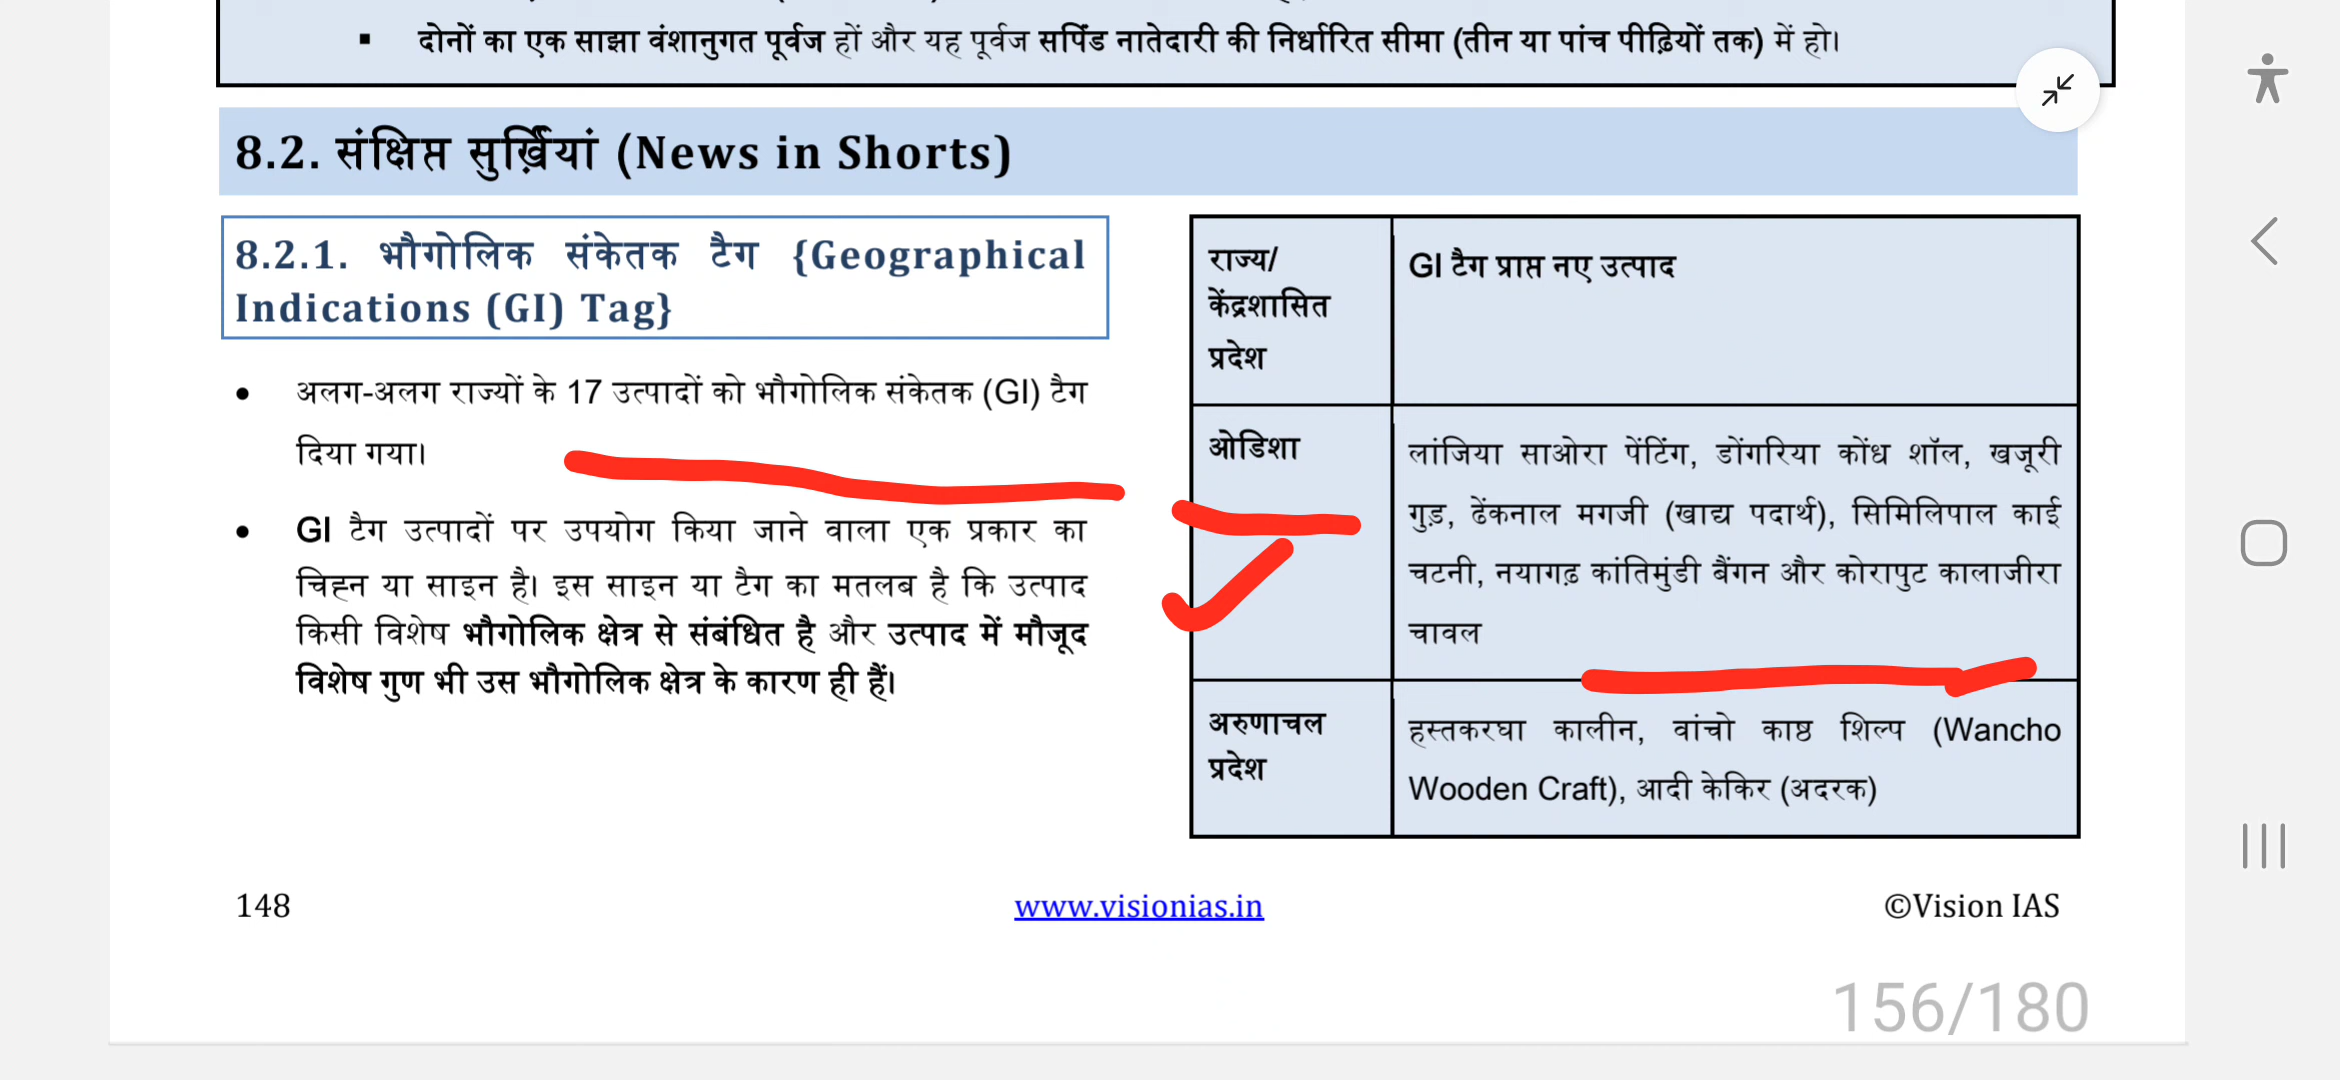 ▪ दोनों का एक साझा वंशानुगत पूर्वज हों और यह पूर्वज सपिंड नातेदारी की निर्धारित सीमा (तीन या पांच पीढ़ियों तक) में हो।
8.2. संक्षिप्त सुर्ख़ियां (News in Shorts)
8.2.1. भौगोलिक संकेतक टैग {Geographical
Indications (GI) Tag}
• अलग-अलग राज्यों के 17 उत्पादों को भौगोलिक संकेतक (GI) टैग
दिया गया।
• GI टैग उत्पादों पर उपयोग किया जाने वाला एक प्रकार का
चिह्न या साइन है। इस साइन या टैग का मतलब है कि उत्पाद
किसी विशेष भौगोलिक क्षेत्र से संबंधित है और उत्पाद में मौजूद
विशेष गुण भी उस भौगोलिक क्षेत्र के कारण ही हैं।
राज्य/
केंद्रशासित
प्रदेश
GI टैग प्राप्त नए उत्पाद
ओडिशा
लांजिया साओरा पेंटिंग, डोंगरिया कोंध शॉल, खजूरी
गुड़, ढेंकनाल मगजी (खाद्य पदार्थ), सिमिलिपाल काई
चटनी, नयागढ़ कांतिमुंडी बैंगन और कोरापुट कालाजीरा
चावल
अरुणाचल
प्रदेश
हस्तकरघा कालीन, वांचो काष्ठ शिल्प (Wancho
Wooden Craft), आदी केकिर (अदरक)
148
www.visionias.in
©Vision IAS
156/180